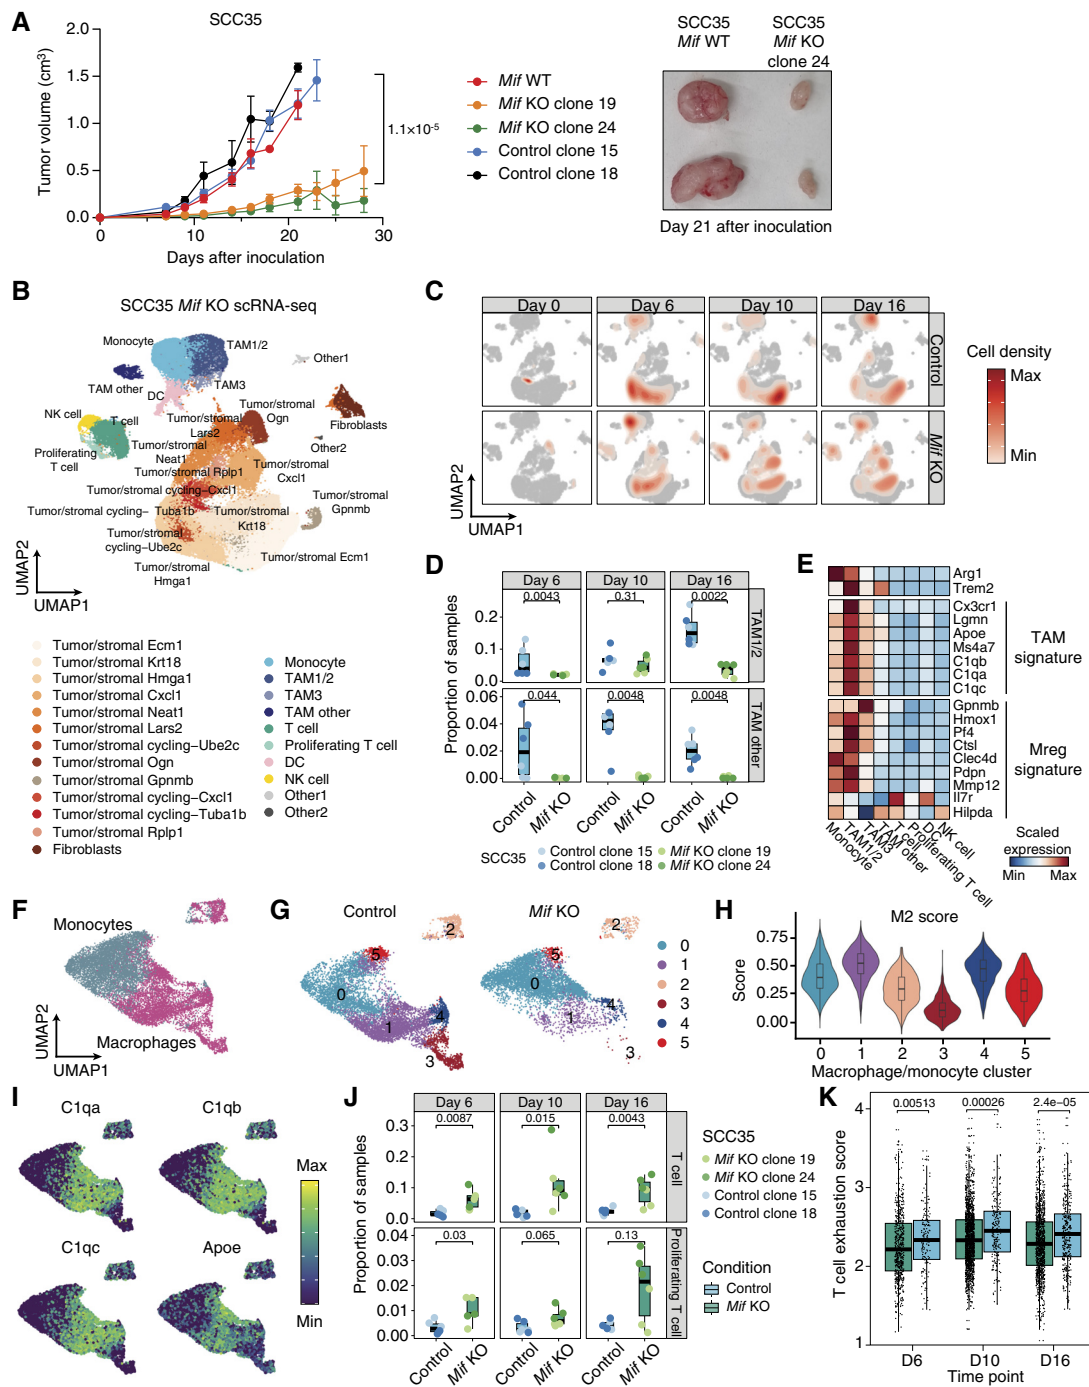 A
SCC35
Tumor volume (cm³)
2.0
1.5
1.0
0.5
0.0
0
10
20
30
Days after inoculation
1.1×10⁻⁵
Mif WT
Mif KO clone 19
Mif KO clone 24
Control clone 15
Control clone 18
SCC35
Mif WT
SCC35
Mif KO
clone 24
Day 21 after inoculation
B
SCC35 Mif KO scRNA-seq
Monocyte
TAM1/2
Other1
TAM other
TAM3
DC
Tumor/stromal
Ogn
NK cell
T cell
Tumor/stromal
Lars2
Fibroblasts
Proliferating
T cell
Tumor/stromal
Neat1
Other2
Tumor/stromal Rplp1
Tumor/stromal
Cxcl1
Tumor/stromal cycling−Cxcl1
Tumor/stromal
Gpnmb
Tumor/stromal cycling−
Tuba1b
Tumor/stromal
Krt18
Tumor/stromal
cycling−Ube2c
Tumor/stromal Ecm1
Tumor/stromal
Hmga1
UMAP2
UMAP1
Tumor/stromal Ecm1
Tumor/stromal Krt18
Tumor/stromal Hmga1
Tumor/stromal Cxcl1
Tumor/stromal Neat1
Tumor/stromal Lars2
Tumor/stromal cycling−Ube2c
Tumor/stromal Ogn
Tumor/stromal Gpnmb
Tumor/stromal cycling−Cxcl1
Tumor/stromal cycling−Tuba1b
Tumor/stromal Rplp1
Fibroblasts
Monocyte
TAM1/2
TAM3
TAM other
T cell
Proliferating T cell
DC
NK cell
Other1
Other2
C
Day 0
Day 6
Day 10
Day 16
Control
Mif KO
UMAP2
UMAP1
Cell density
Max
Min
D
Day 6
Day 10
Day 16
Proportion of samples
0.0043
0.31
0.0022
0.2
0.1
0.0
TAM1/2
0.044
0.0048
0.0048
0.06
0.04
0.02
0.00
TAM other
Control
Mif KO
Control
Mif KO
Control
Mif KO
SCC35
Control clone 15
Control clone 18
Mif KO clone 19
Mif KO clone 24
E
Arg1
Trem2
Cx3cr1
Lgmn
Apoe
Ms4a7
C1qb
C1qa
C1qc
TAM
signature
Gpnmb
Hmox1
Pf4
Ctsl
Clec4d
Pdpn
Mmp12
Il7r
Hilpda
Mreg
signature
Monocyte
TAM1/2
TAM3
TAM other
T cell
Proliferating T cell
DC
NK cell
Scaled
expression
Min
Max
F
Monocytes
Macrophages
UMAP2
UMAP1
G
Control
Mif KO
2
5
0
1
4
3
2
5
0
4
1
3
0
1
2
3
4
5
H
M2 score
Score
0.75
0.50
0.25
0.00
0
1
2
3
4
5
Macrophage/monocyte cluster
I
C1qa
C1qb
C1qc
Apoe
Max
Min
J
Day 6
Day 10
Day 16
Proportion of samples
0.0087
0.015
0.0043
0.3
0.2
0.1
0.0
T cell
0.03
0.065
0.13
0.04
0.03
0.02
0.01
0.00
Proliferating T cell
Control
Mif KO
Control
Mif KO
Control
Mif KO
SCC35
Mif KO clone 19
Mif KO clone 24
Control clone 15
Control clone 18
Condition
Control
Mif KO
K
T cell exhaustion score
4
3
2
1
0.00513
0.00026
2.4e−05
D6
D10
D16
Time point